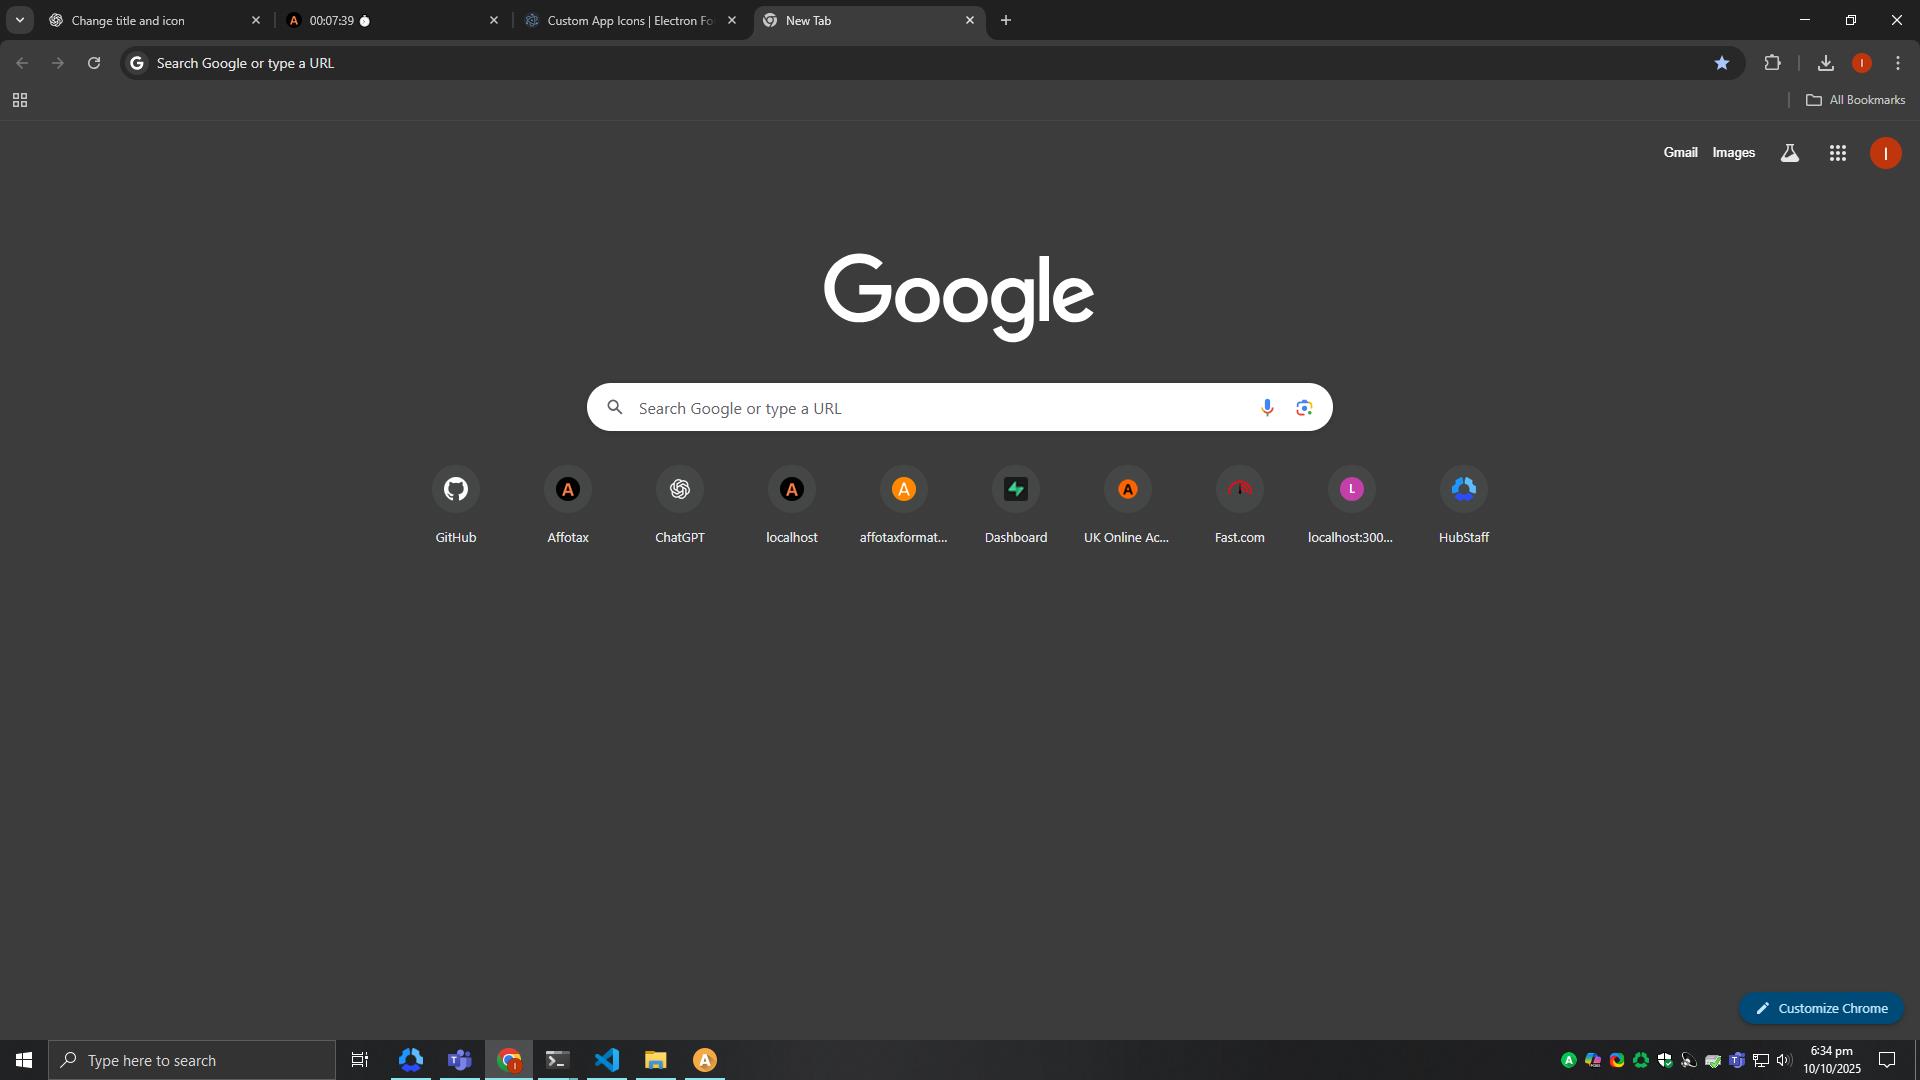 Change title and icon
00:07:39
Custom App Icons | Electron Fo
New Tab
Search Google or type a URL
All Bookmarks
Gmail
Images
I
Google
Search Google or type a URL
GitHub
Affotax
ChatGPT
localhost
affotaxformat...
Dashboard
UK Online Ac...
Fast.com
L
localhost:300...
HubStaff
Customize Chrome
Type here to search
6:34 pm
10/10/2025